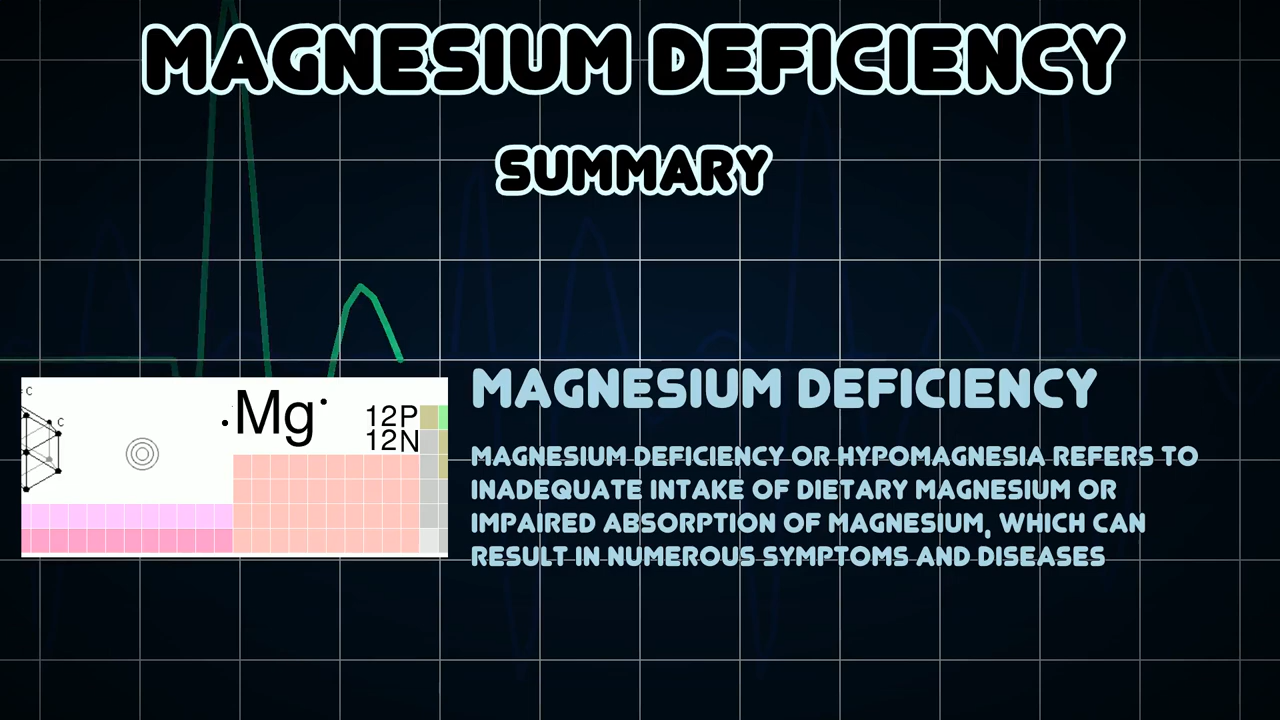 MAGNESIUM DEFICIENCY
SUMMARY
C
C
Mg
12P
12N
MAGNESIUM DEFICIENCY
MAGNESIUM DEFICIENCY OR HYPOMAGNESIA REFERS TO
INADEQUATE INTAKE OF DIETARY MAGNESIUM OR
IMPAIRED ABSORPTION OF MAGNESIUM, WHICH CAN
RESULT IN NUMEROUS SYMPTOMS AND DISEASES